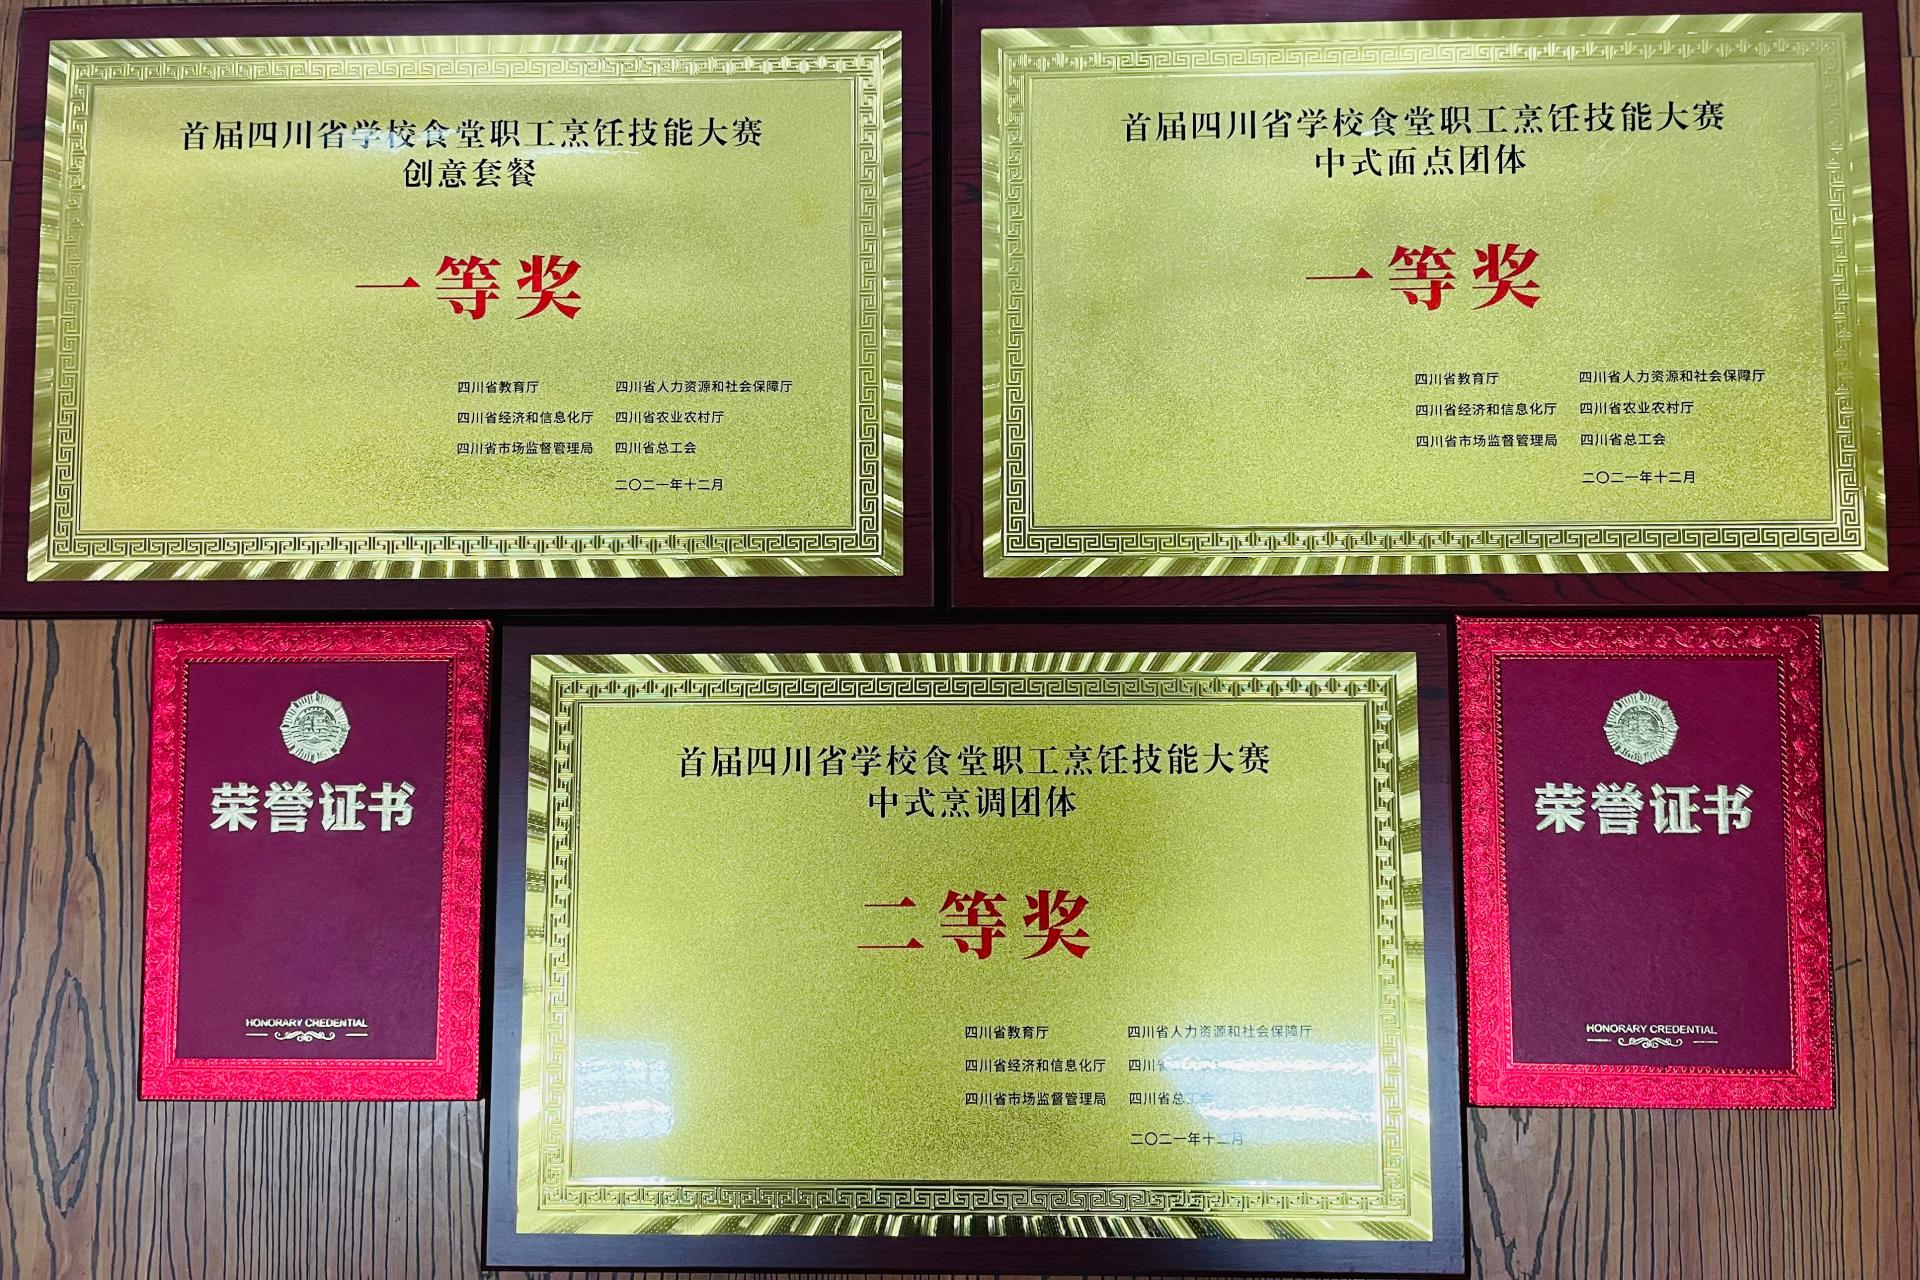 首届四川省学校食堂职工烹饪技能大赛
创意套餐
一等奖
四川省教育厅 四川省人力资源和社会保障厅
四川省经济和信息化厅 四川省农业农村厅
四川省市场监督管理局 四川省总工会
二〇二一年十二月
首届四川省学校食堂职工烹饪技能大赛
中式面点团体
一等奖
四川省教育厅 四川省人力资源和社会保障厅
四川省经济和信息化厅 四川省农业农村厅
四川省市场监督管理局 四川省总工会
二〇二一年十二月
荣誉证书
HONORARY CREDENTIAL
首届四川省学校食堂职工烹饪技能大赛
中式烹调团体
二等奖
四川省教育厅 四川省人力资源和社会保障厅
四川省经济和信息化厅 四川省
四川省市场监督管理局 四川省总工会
二〇二一年十二月
荣誉证书
HONORARY CREDENTIAL